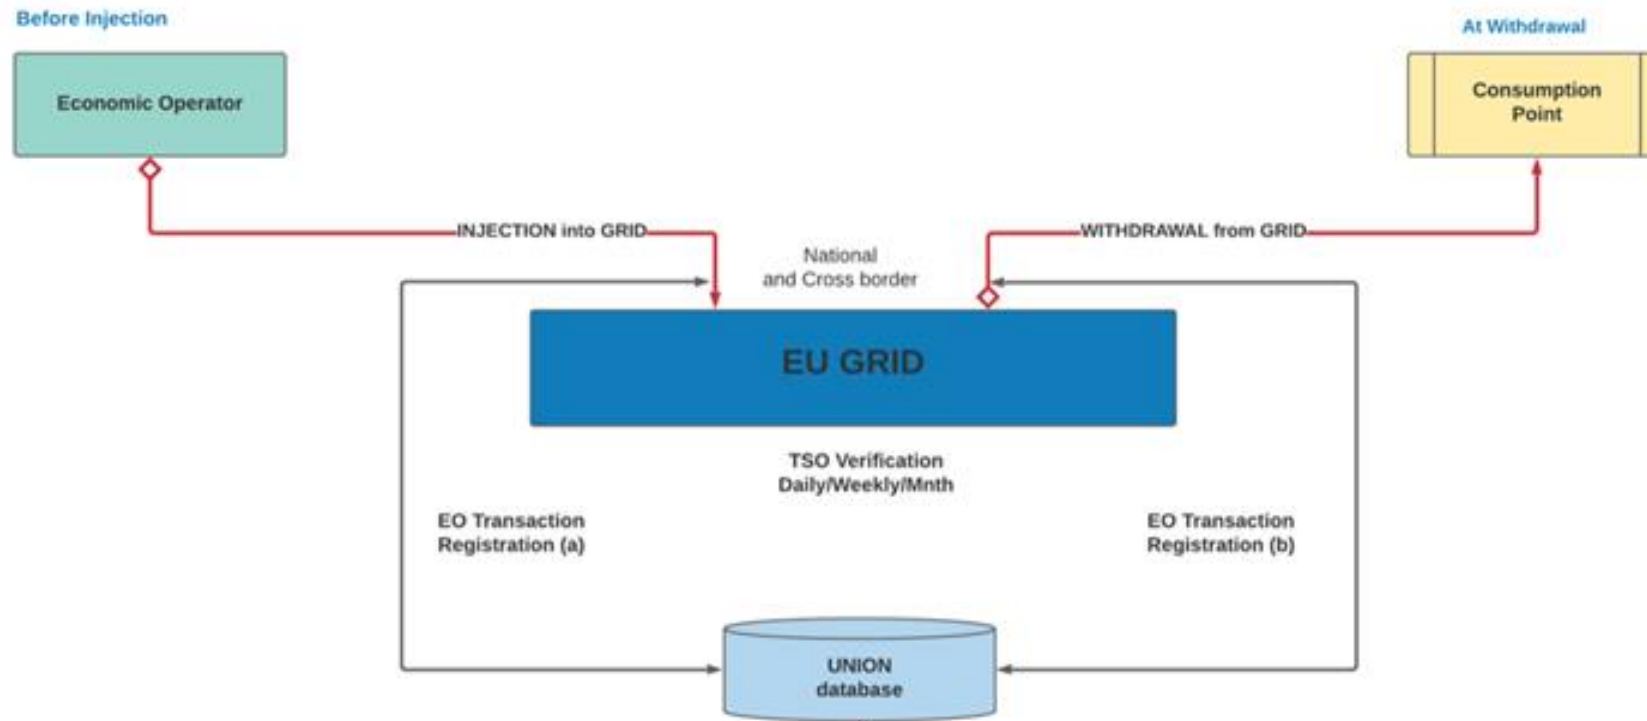 Before Injection
At Withdrawal
Economic Operator
Consumption
Point
INJECTION into GRID
WITHDRAWAL from GRID
National
and Cross border
EU GRID
TSO Verification
Daily/Weekly/Mnth
EO Transaction
Registration (a)
EO Transaction
Registration (b)
UNION
database